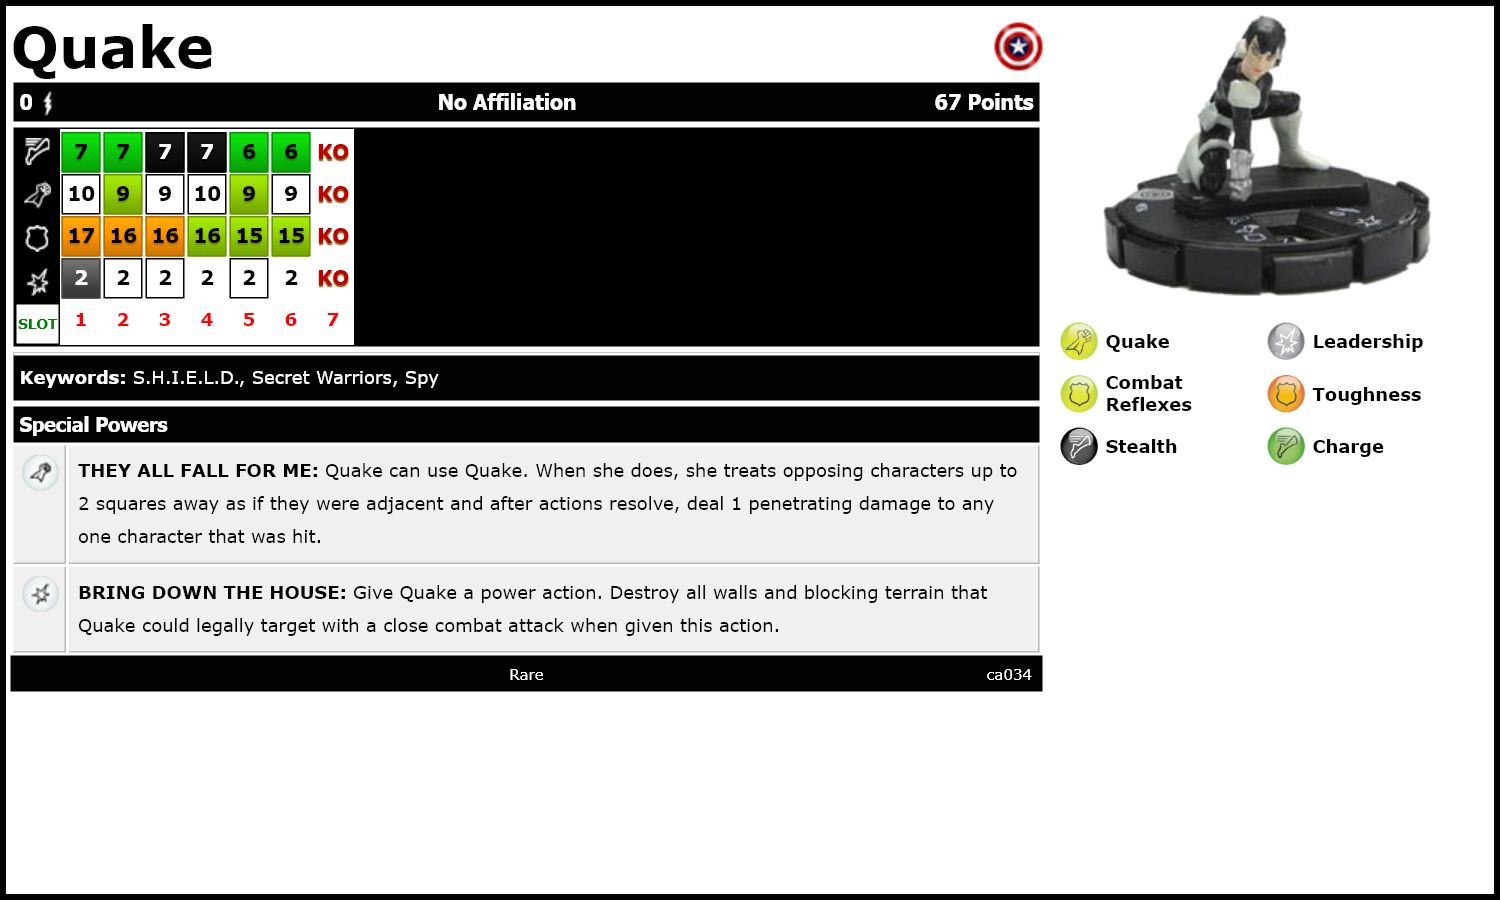 Quake
0 No Affiliation 67 Points
7 7 7 7 6 6 KO
10 9 9 10 9 9 KO
17 16 16 16 15 15 KO
2 2 2 2 2 2 KO
SLOT 1 2 3 4 5 6 7
Keywords: S.H.I.E.L.D., Secret Warriors, Spy
Special Powers
THEY ALL FALL FOR ME: Quake can use Quake. When she does, she treats opposing characters up to
2 squares away as if they were adjacent and after actions resolve, deal 1 penetrating damage to any
one character that was hit.
BRING DOWN THE HOUSE: Give Quake a power action. Destroy all walls and blocking terrain that
Quake could legally target with a close combat attack when given this action.
Rare ca034
Quake Leadership
Combat
Reflexes
Toughness
Stealth Charge